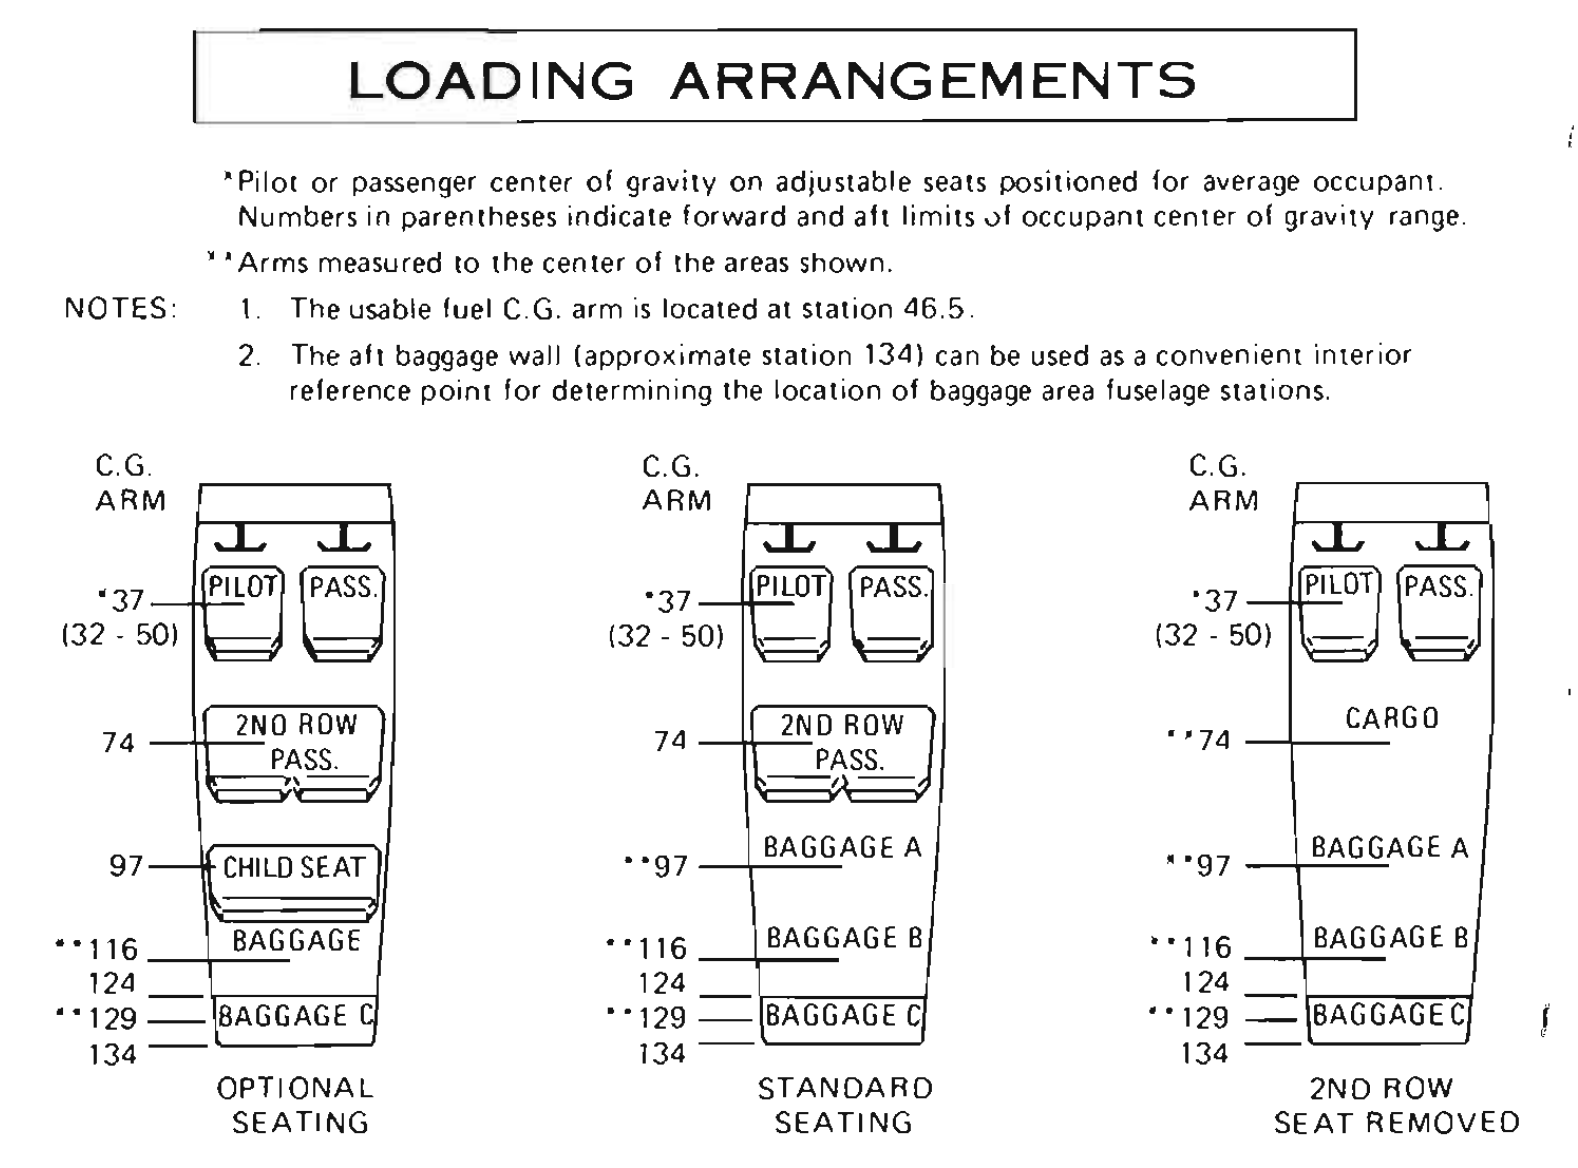 LOADING ARRANGEMENTS
*Pilot or passenger center of gravity on adjustable seats positioned for average occupant.
Numbers in parentheses indicate forward and aft limits of occupant center of gravity range.
**Arms measured to the center of the areas shown.
NOTES: 1. The usable fuel C.G. arm is located at station 46.5.
2. The aft baggage wall (approximate station 134) can be used as a convenient interior
reference point for determining the location of baggage area fuselage stations.
C.G.
ARM
PILOT PASS.
*37
(32 - 50)
2ND ROW
74
PASS.
97 CHILD SEAT
**116 BAGGAGE
124
**129 BAGGAGE C
134
OPTIONAL
SEATING
C.G.
ARM
PILOT PASS.
*37
(32 - 50)
2ND ROW
74
PASS.
BAGGAGE A
**97
**116 BAGGAGE B
124
**129 BAGGAGE C
134
STANDARD
SEATING
C.G.
ARM
PILOT PASS.
*37
(32 - 50)
CARGO
**74
BAGGAGE A
**97
**116 BAGGAGE B
124
**129 BAGGAGE C
134
2ND ROW
SEAT REMOVED